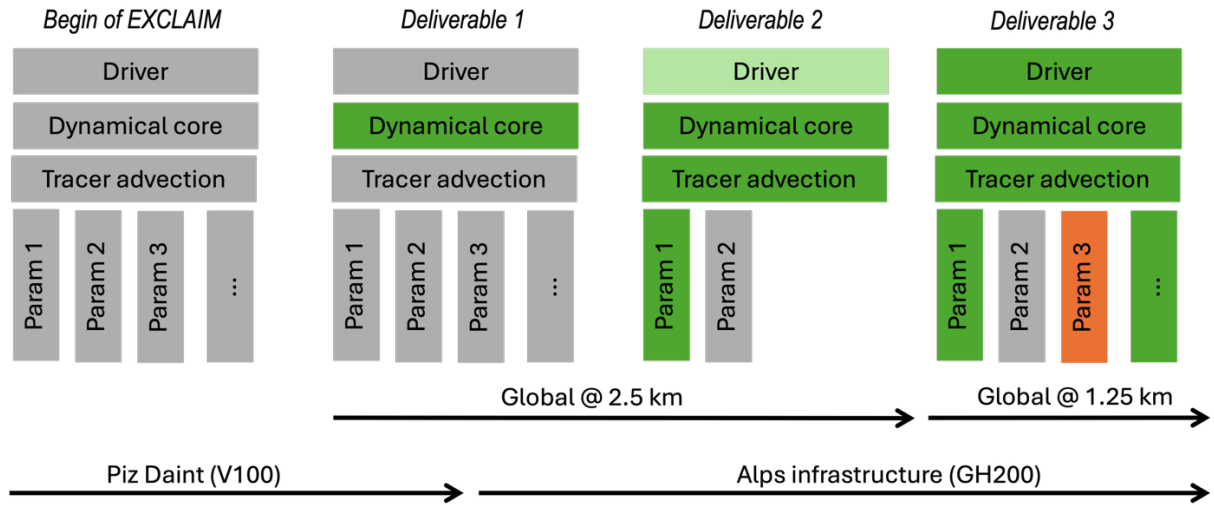 Begin of EXCLAIM
Driver
Dynamical core
Tracer advection
Param 1
Param 2
Param 3
...
Deliverable 1
Driver
Dynamical core
Tracer advection
Param 1
Param 2
Param 3
...
Deliverable 2
Driver
Dynamical core
Tracer advection
Param 1
Param 2
Deliverable 3
Driver
Dynamical core
Tracer advection
Param 1
Param 2
Param 3
...
Global @ 2.5 km
Global @ 1.25 km
Piz Daint (V100)
Alps infrastructure (GH200)